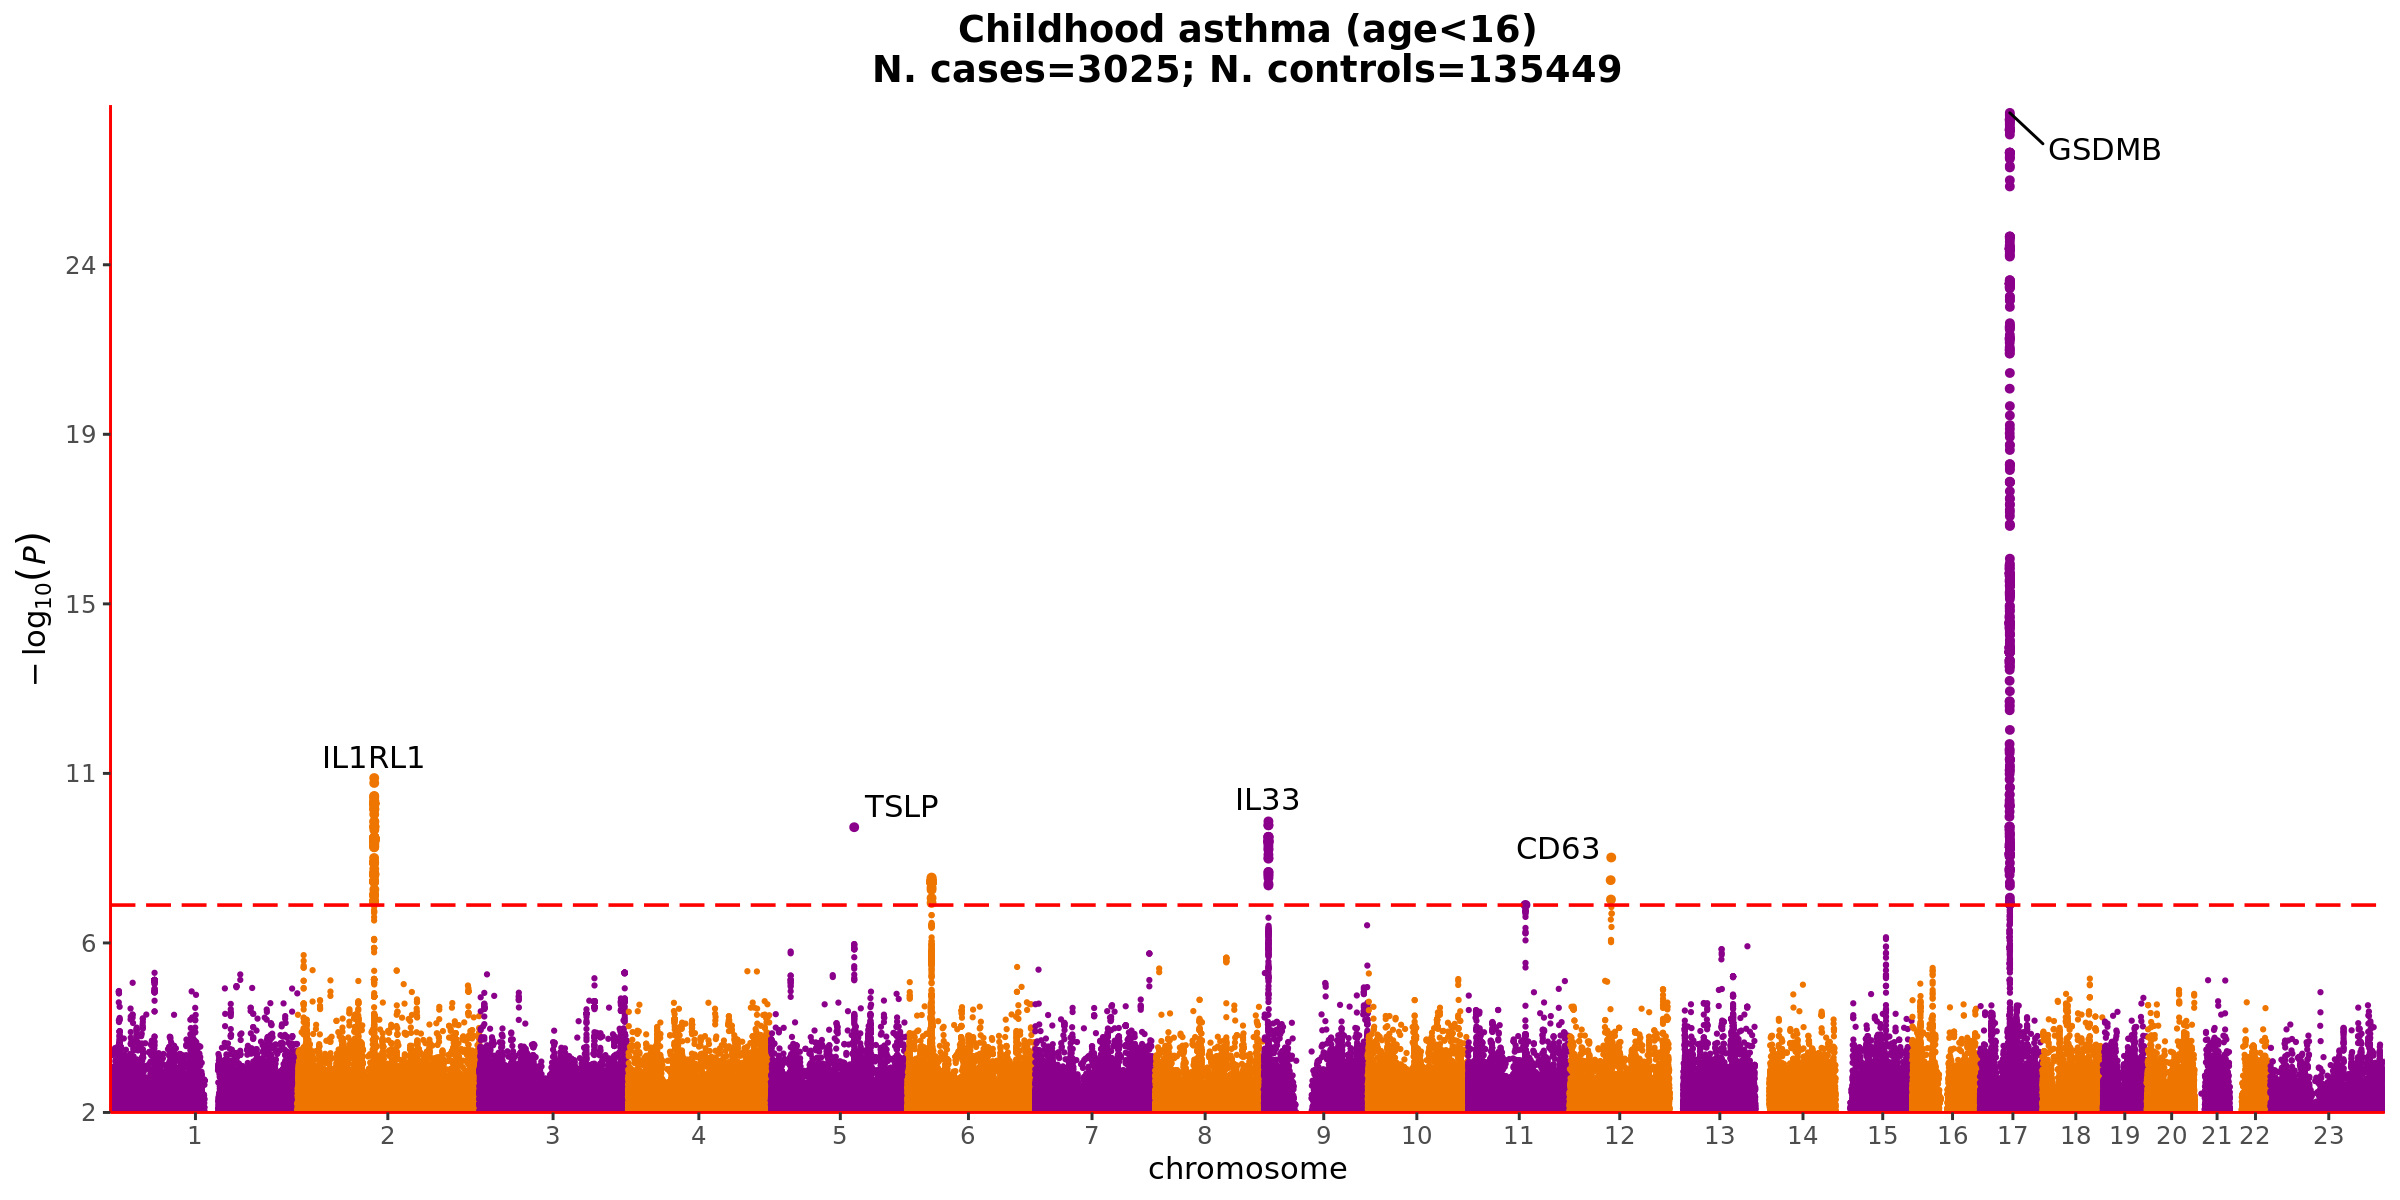 Childhood asthma (age<16)
N. cases=3025; N. controls=135449
GSDMB
24
19
−log10(P)
15
IL1RL1
11
TSLP
IL33
CD63
6
2
1 2 3 4 5 6 7 8 9 10 11 12 13 14 15 16 17 18 19 20 21 22 23
chromosome